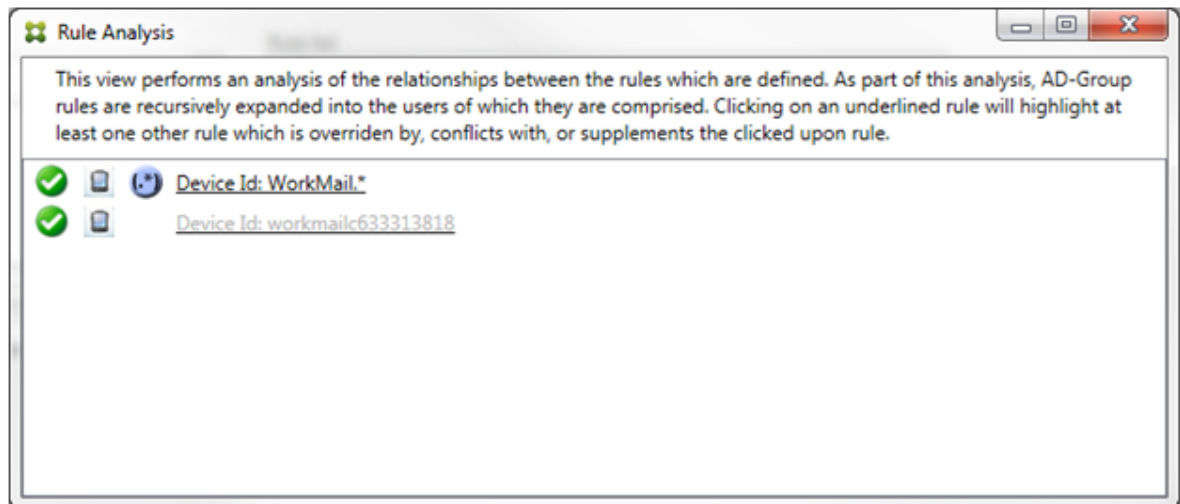 Rule Analysis
This view performs an analysis of the relationships between the rules which are defined. As part of this analysis, AD-Group
rules are recursively expanded into the users of which they are comprised. Clicking on an underlined rule will highlight at
least one other rule which is overriden by, conflicts with, or supplements the clicked upon rule.
(.*) Device Id: WorkMail.*
Device Id: workmailc633313818